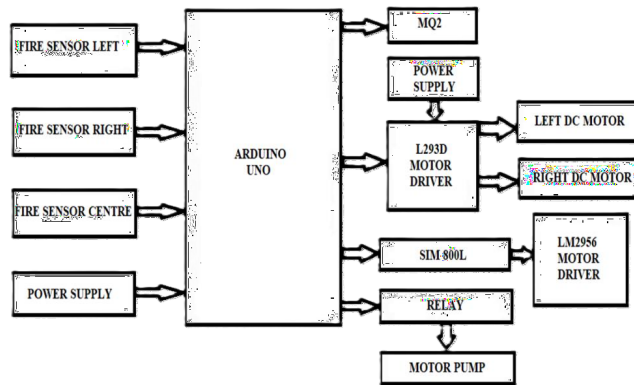 FIRE SENSOR LEFT
FIRE SENSOR RIGHT
FIRE SENSOR CENTRE
POWER SUPPLY
ARDUINO
UNO
MQ2
POWER
SUPPLY
L293D
MOTOR
DRIVER
LEFT DC MOTOR
RIGHT DC MOTOR
SIM-800L
LM2956
MOTOR
DRIVER
RELAY
MOTOR PUMP